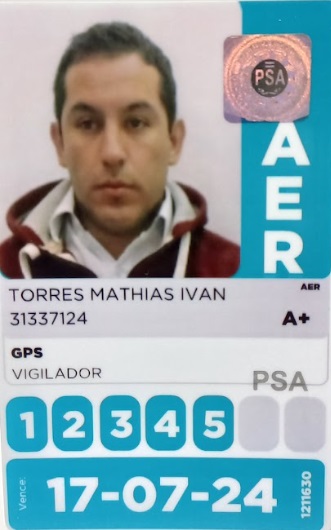 PSA
AER
AER
TORRES MATHIAS IVAN
31337124
A+
GPS
VIGILADOR
PSA
1 2 3 4 5
Vence:
17-07-24
1211630